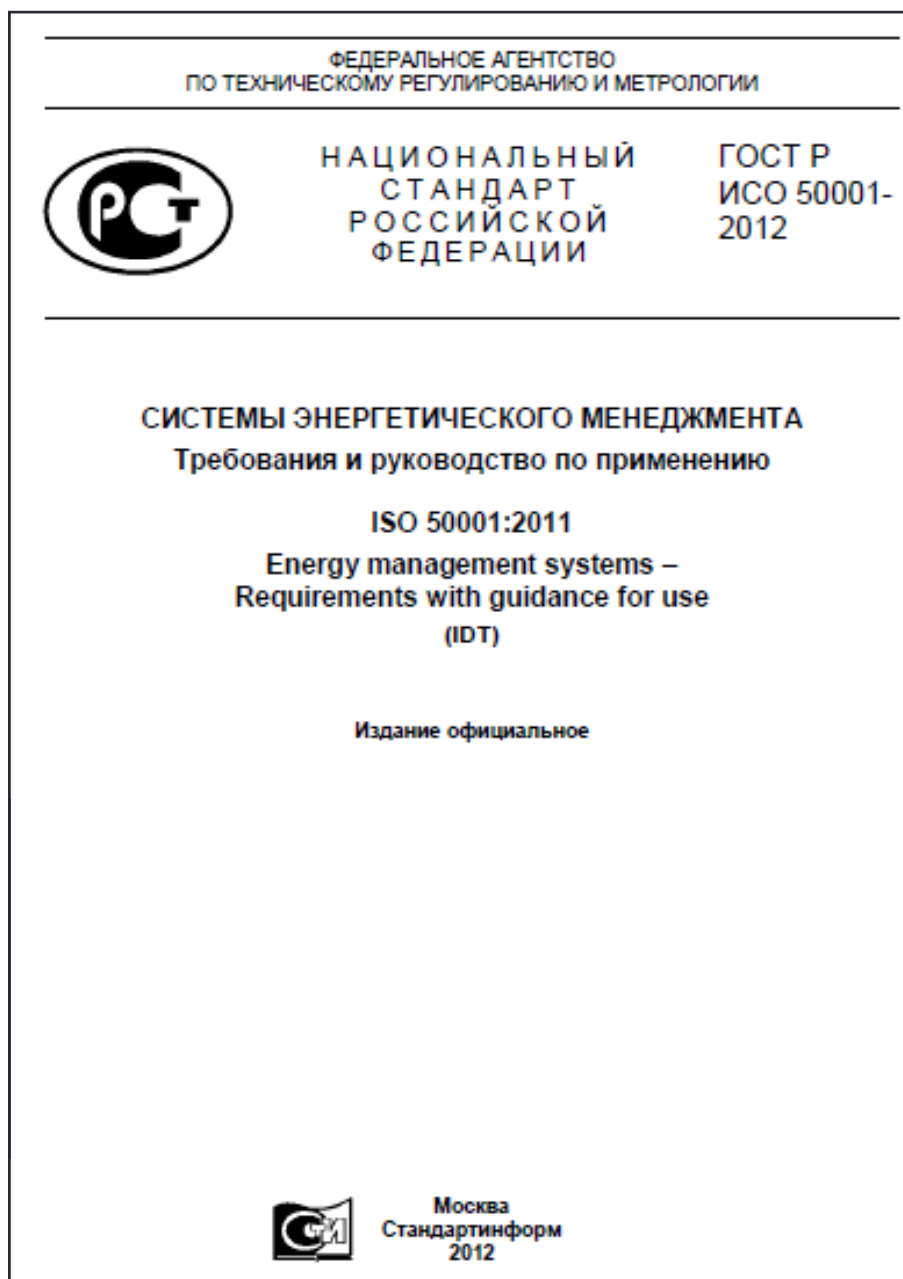 ФЕДЕРАЛЬНОЕ АГЕНТСТВО
ПО ТЕХНИЧЕСКОМУ РЕГУЛИРОВАНИЮ И МЕТРОЛОГИИ
РСТ
НАЦИОНАЛЬНЫЙ
СТАНДАРТ
РОССИЙСКОЙ
ФЕДЕРАЦИИ
ГОСТ Р
ИСО 50001-
2012
СИСТЕМЫ ЭНЕРГЕТИЧЕСКОГО МЕНЕДЖМЕНТА
Требования и руководство по применению
ISO 50001:2011
Energy management systems –
Requirements with guidance for use
(IDT)
Издание официальное
СТИ
Москва
Стандартинформ
2012